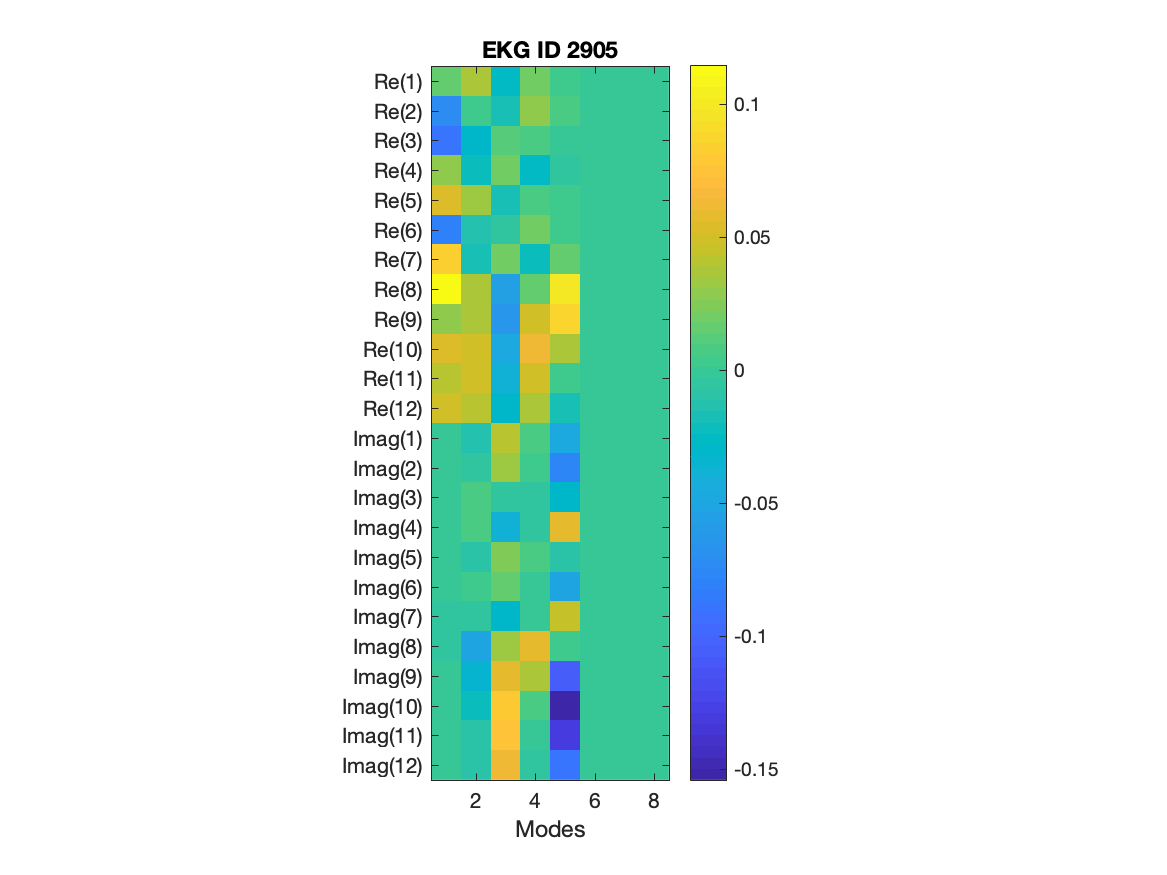 EKG ID 2905
Re(1)
Re(2)
Re(3)
Re(4)
Re(5)
Re(6)
Re(7)
Re(8)
Re(9)
Re(10)
Re(11)
Re(12)
Imag(1)
Imag(2)
Imag(3)
Imag(4)
Imag(5)
Imag(6)
Imag(7)
Imag(8)
Imag(9)
Imag(10)
Imag(11)
Imag(12)
2 4 6 8
Modes
0.1
0.05
0
-0.05
-0.1
-0.15